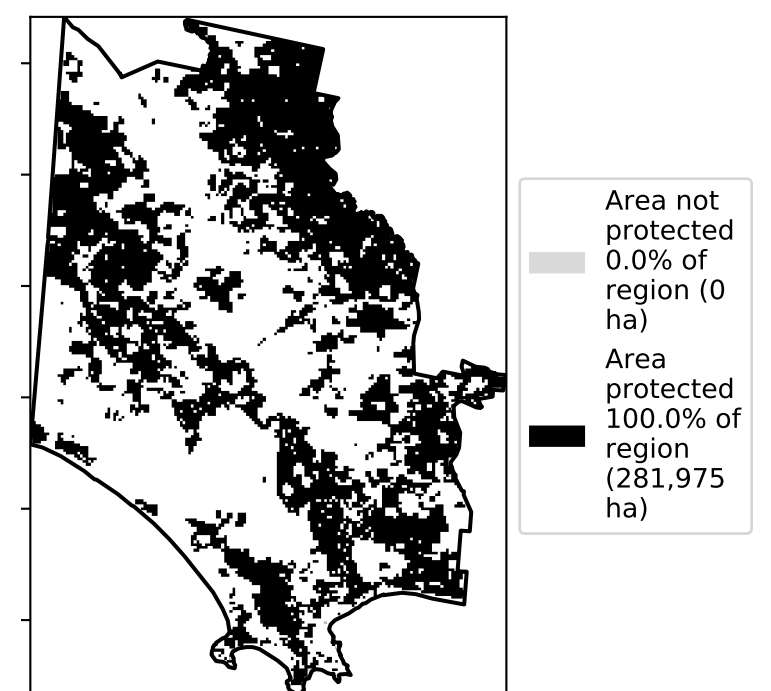 Area not
protected
0.0% of
region (0
ha)
Area
protected
100.0% of
region
(281,975
ha)